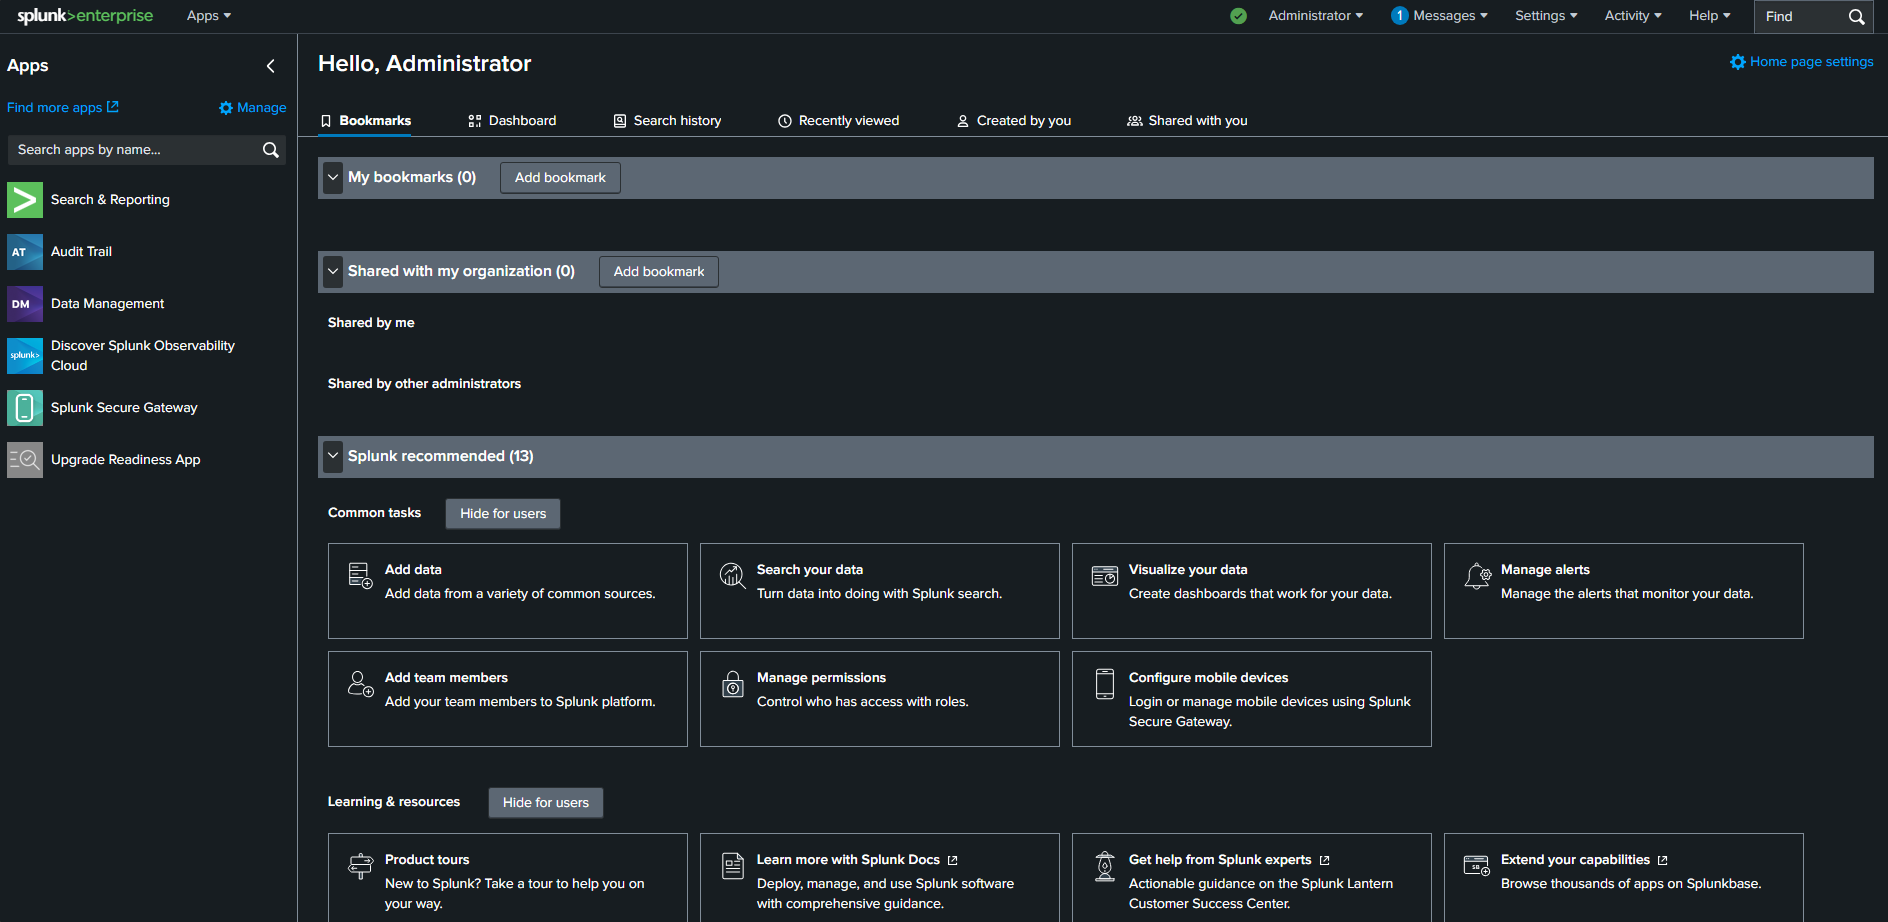 splunk>enterprise Apps Administrator 1 Messages Settings Activity Help Find
Apps
Find more apps Manage
Search apps by name...
Search & Reporting
AT Audit Trail
DM Data Management
splunk> Discover Splunk Observability
Cloud
Splunk Secure Gateway
Upgrade Readiness App
Hello, Administrator
Home page settings
Bookmarks Dashboard Search history Recently viewed Created by you Shared with you
My bookmarks (0) Add bookmark
Shared with my organization (0) Add bookmark
Shared by me
Shared by other administrators
Splunk recommended (13)
Common tasks Hide for users
Add data
Add data from a variety of common sources.
Search your data
Turn data into doing with Splunk search.
Visualize your data
Create dashboards that work for your data.
Manage alerts
Manage the alerts that monitor your data.
Add team members
Add your team members to Splunk platform.
Manage permissions
Control who has access with roles.
Configure mobile devices
Login or manage mobile devices using Splunk
Secure Gateway.
Learning & resources Hide for users
Product tours
New to Splunk? Take a tour to help you on
your way.
Learn more with Splunk Docs
Deploy, manage, and use Splunk software
with comprehensive guidance.
Get help from Splunk experts
Actionable guidance on the Splunk Lantern
Customer Success Center.
SB
Extend your capabilities
Browse thousands of apps on Splunkbase.